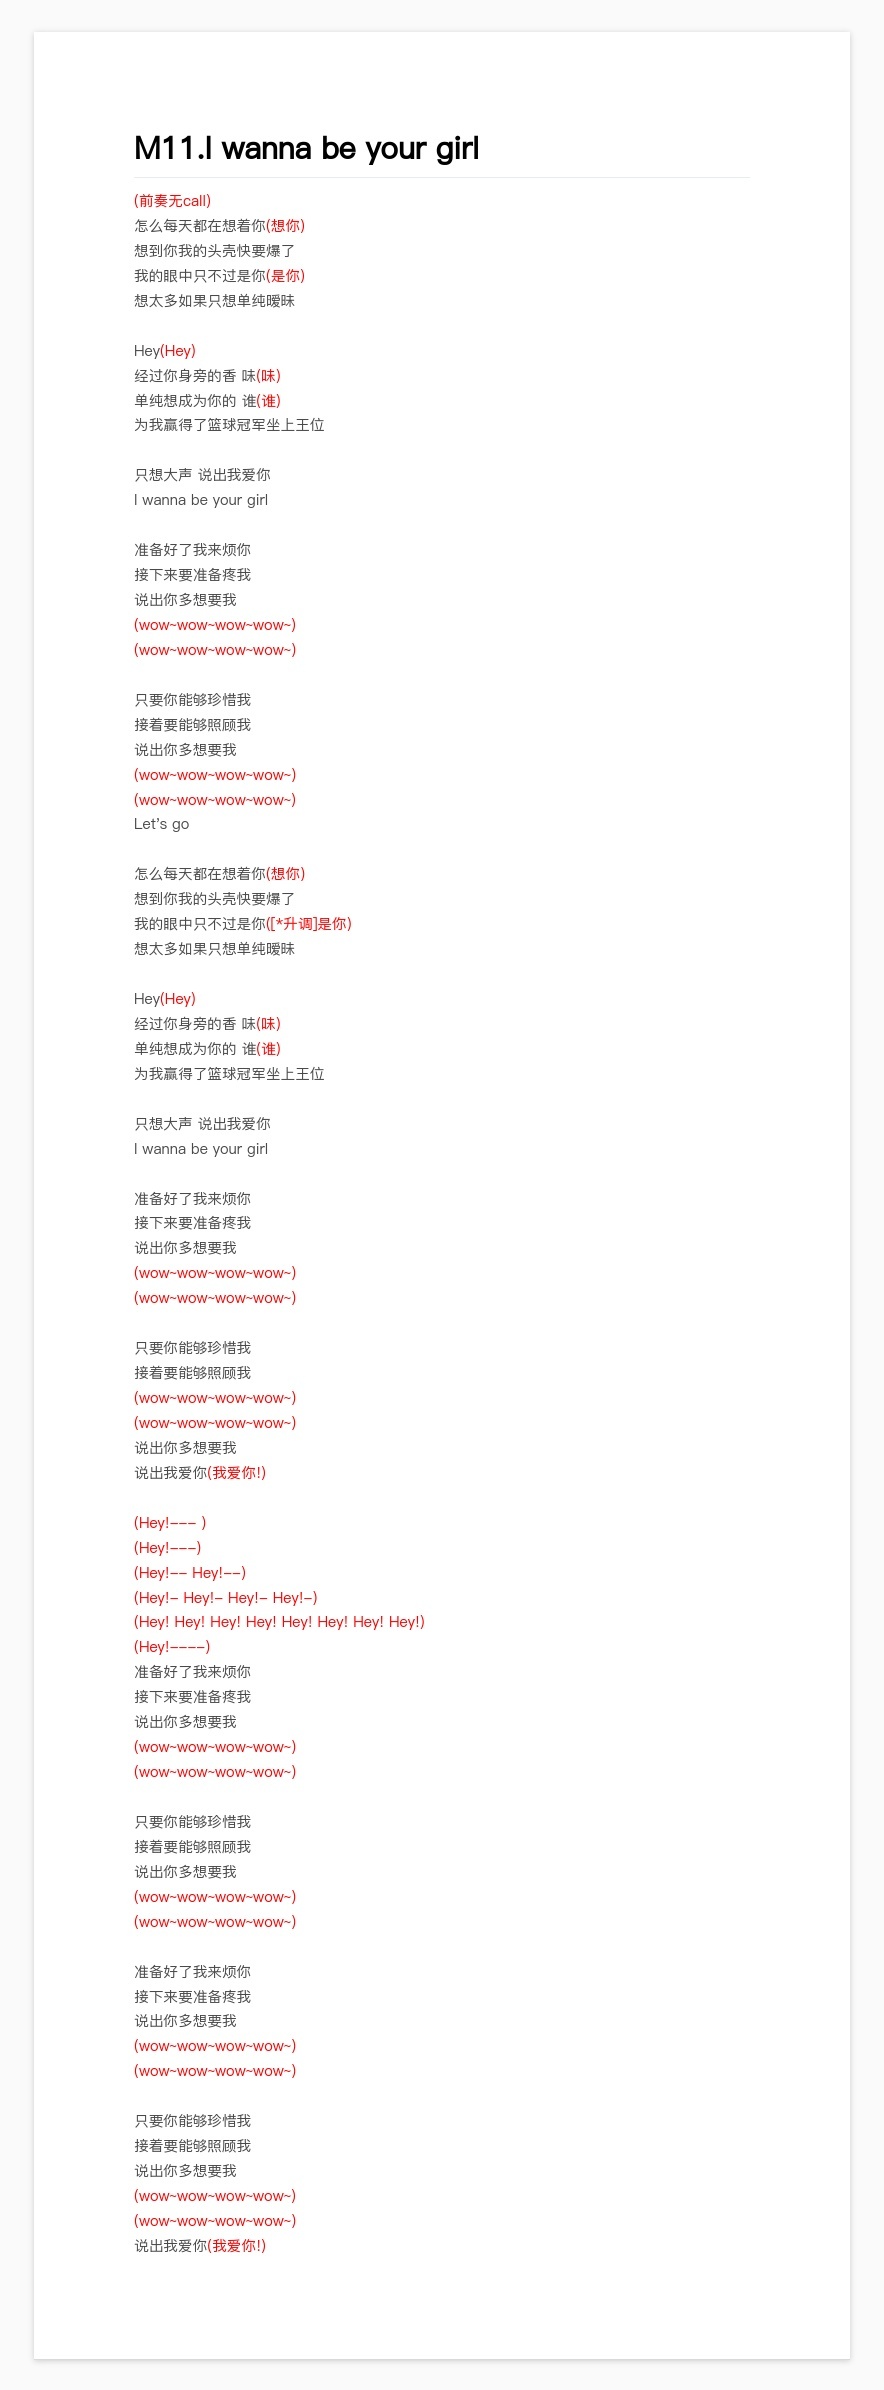 M11.I wanna be your girl
(前奏无call)
怎么每天都在想着你(想你)
想到你我的头壳快要爆了
我的眼中只不过是你(是你)
想太多如果只想单纯暧昧
Hey(Hey)
经过你身旁的香 味(味)
单纯想成为你的 谁(谁)
为我赢得了篮球冠军坐上王位
只想大声 说出我爱你
I wanna be your girl
准备好了我来烦你
接下来要准备疼我
说出你多想要我
(wow~wow~wow~wow~)
(wow~wow~wow~wow~)
只要你能够珍惜我
接着要能够照顾我
说出你多想要我
(wow~wow~wow~wow~)
(wow~wow~wow~wow~)
Let's go
怎么每天都在想着你(想你)
想到你我的头壳快要爆了
我的眼中只不过是你([*升调]是你)
想太多如果只想单纯暧昧
Hey(Hey)
经过你身旁的香 味(味)
单纯想成为你的 谁(谁)
为我赢得了篮球冠军坐上王位
只想大声 说出我爱你
I wanna be your girl
准备好了我来烦你
接下来要准备疼我
说出你多想要我
(wow~wow~wow~wow~)
(wow~wow~wow~wow~)
只要你能够珍惜我
接着要能够照顾我
(wow~wow~wow~wow~)
(wow~wow~wow~wow~)
说出你多想要我
说出我爱你(我爱你!)
(Hey!--- )
(Hey!---)
(Hey!-- Hey!--)
(Hey!- Hey!- Hey!- Hey!-)
(Hey! Hey! Hey! Hey! Hey! Hey! Hey! Hey!)
(Hey!----)
准备好了我来烦你
接下来要准备疼我
说出你多想要我
(wow~wow~wow~wow~)
(wow~wow~wow~wow~)
只要你能够珍惜我
接着要能够照顾我
说出你多想要我
(wow~wow~wow~wow~)
(wow~wow~wow~wow~)
准备好了我来烦你
接下来要准备疼我
说出你多想要我
(wow~wow~wow~wow~)
(wow~wow~wow~wow~)
只要你能够珍惜我
接着要能够照顾我
说出你多想要我
(wow~wow~wow~wow~)
(wow~wow~wow~wow~)
说出我爱你(我爱你!)